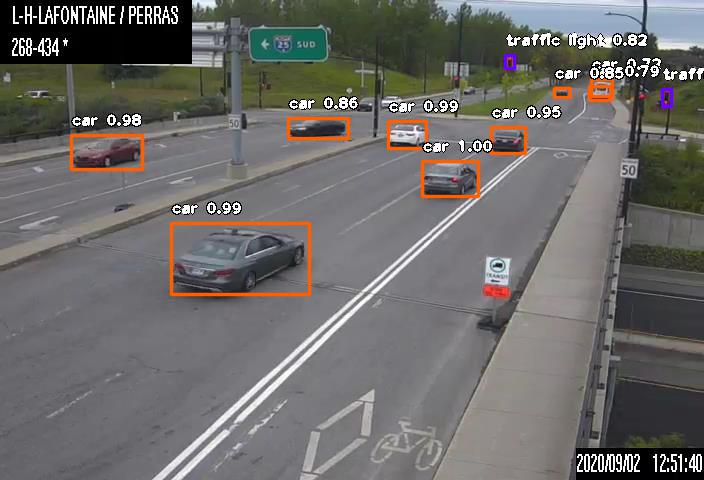 L-H-LAFONTAINE / PERRAS
268-434 *
25 SUD
traffic light 0.82
car 0.73
car 0.85
0.79
traff
car 0.86
car 0.99
car 0.95
car 0.98
50
car 1.00
50
car 0.99
TRANSIT
2020/09/02 12:51:40